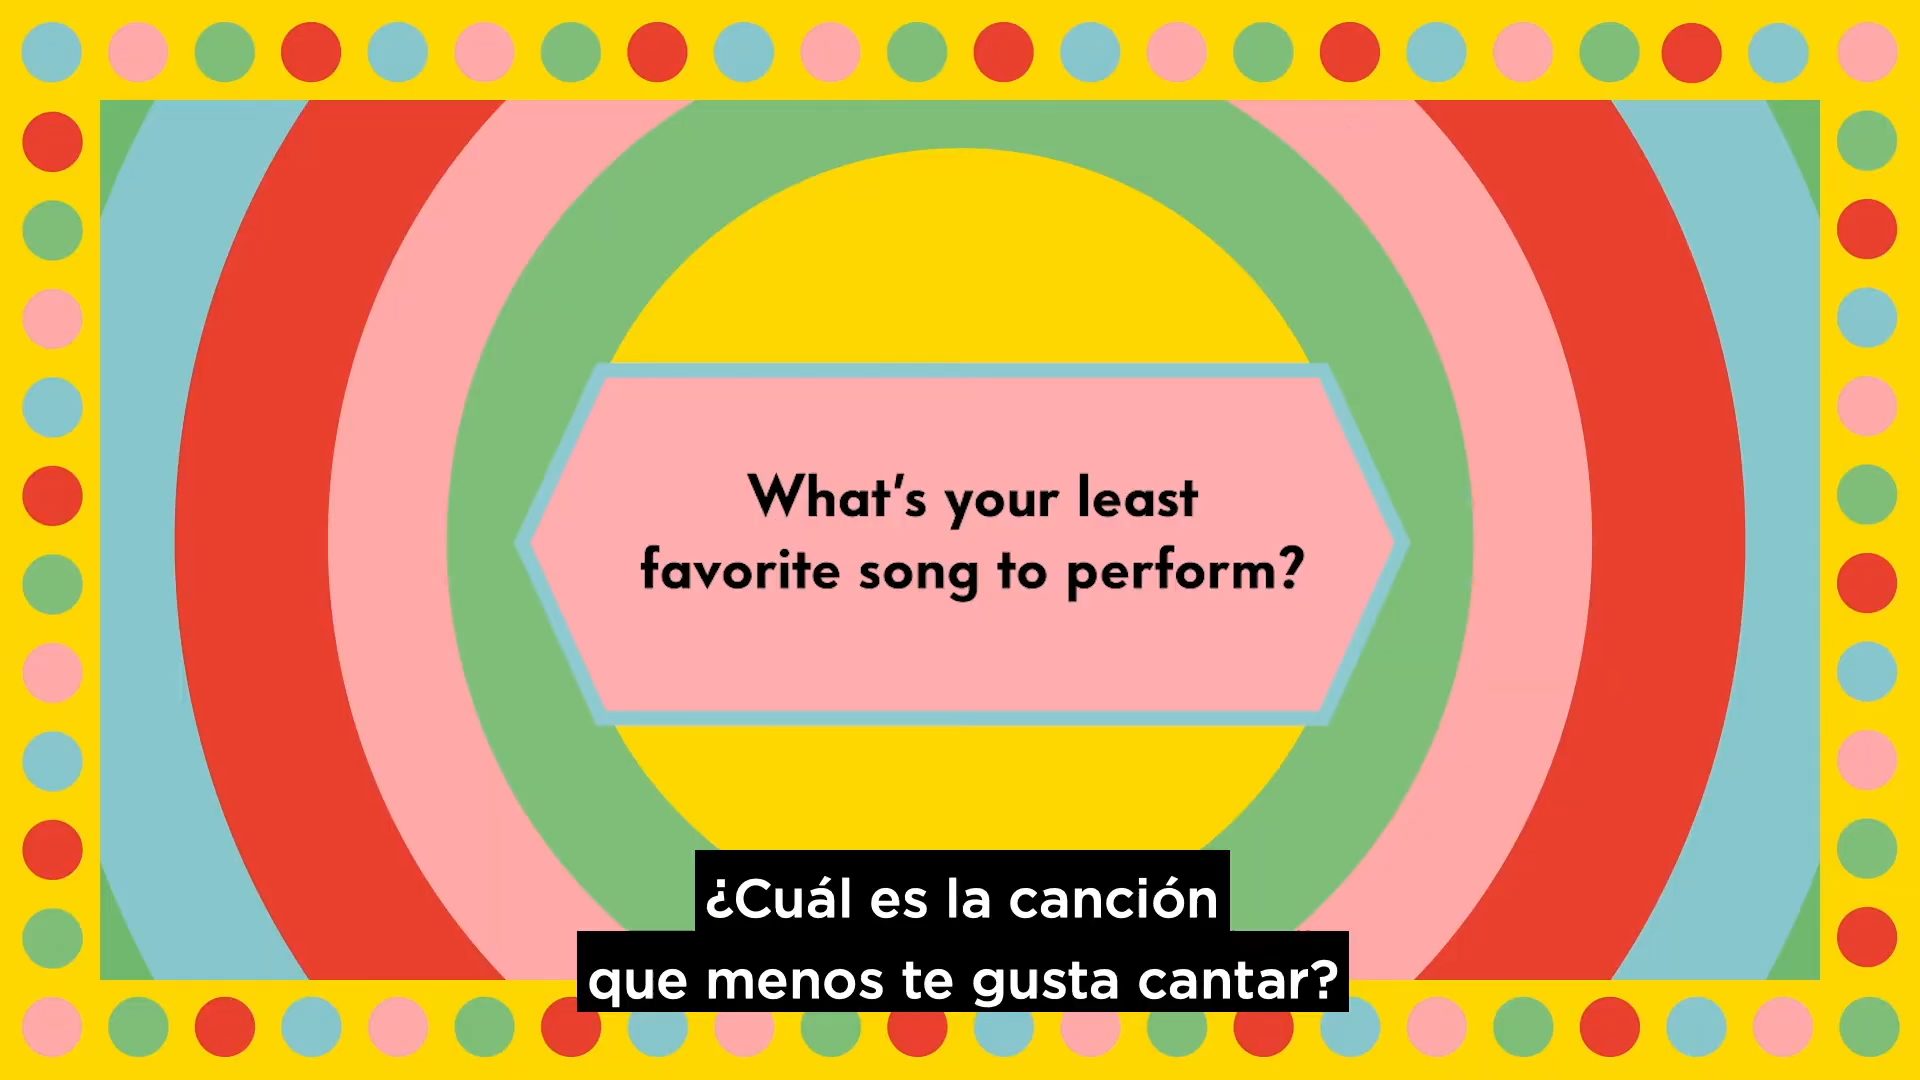 What's your least
favorite song to perform?
¿Cuál es la canción
que menos te gusta cantar?